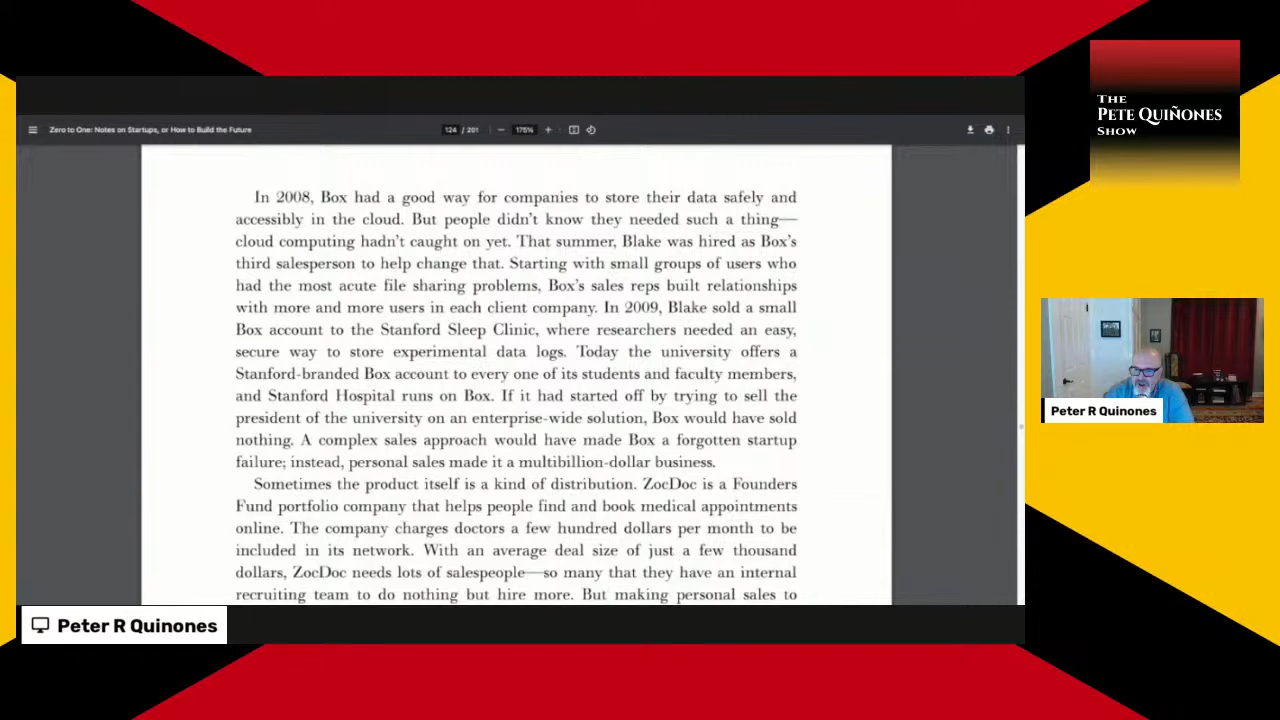 THE
PETE QUIÑONES
SHOW
Zero to One: Notes on Startups, or How to Build the Future
124 / 201
175%
In 2008, Box had a good way for companies to store their data safely and
accessibly in the cloud. But people didn't know they needed such a thing—
cloud computing hadn't caught on yet. That summer, Blake was hired as Box's
third salesperson to help change that. Starting with small groups of users who
had the most acute file sharing problems, Box's sales reps built relationships
with more and more users in each client company. In 2009, Blake sold a small
Box account to the Stanford Sleep Clinic, where researchers needed an easy,
secure way to store experimental data logs. Today the university offers a
Stanford-branded Box account to every one of its students and faculty members,
and Stanford Hospital runs on Box. If it had started off by trying to sell the
president of the university on an enterprise-wide solution, Box would have sold
nothing. A complex sales approach would have made Box a forgotten startup
failure; instead, personal sales made it a multibillion-dollar business.
Sometimes the product itself is a kind of distribution. ZocDoc is a Founders
Fund portfolio company that helps people find and book medical appointments
online. The company charges doctors a few hundred dollars per month to be
included in its network. With an average deal size of just a few thousand
dollars, ZocDoc needs lots of salespeople—so many that they have an internal
recruiting team to do nothing but hire more. But making personal sales to
Peter R Quinones
Peter R Quinones